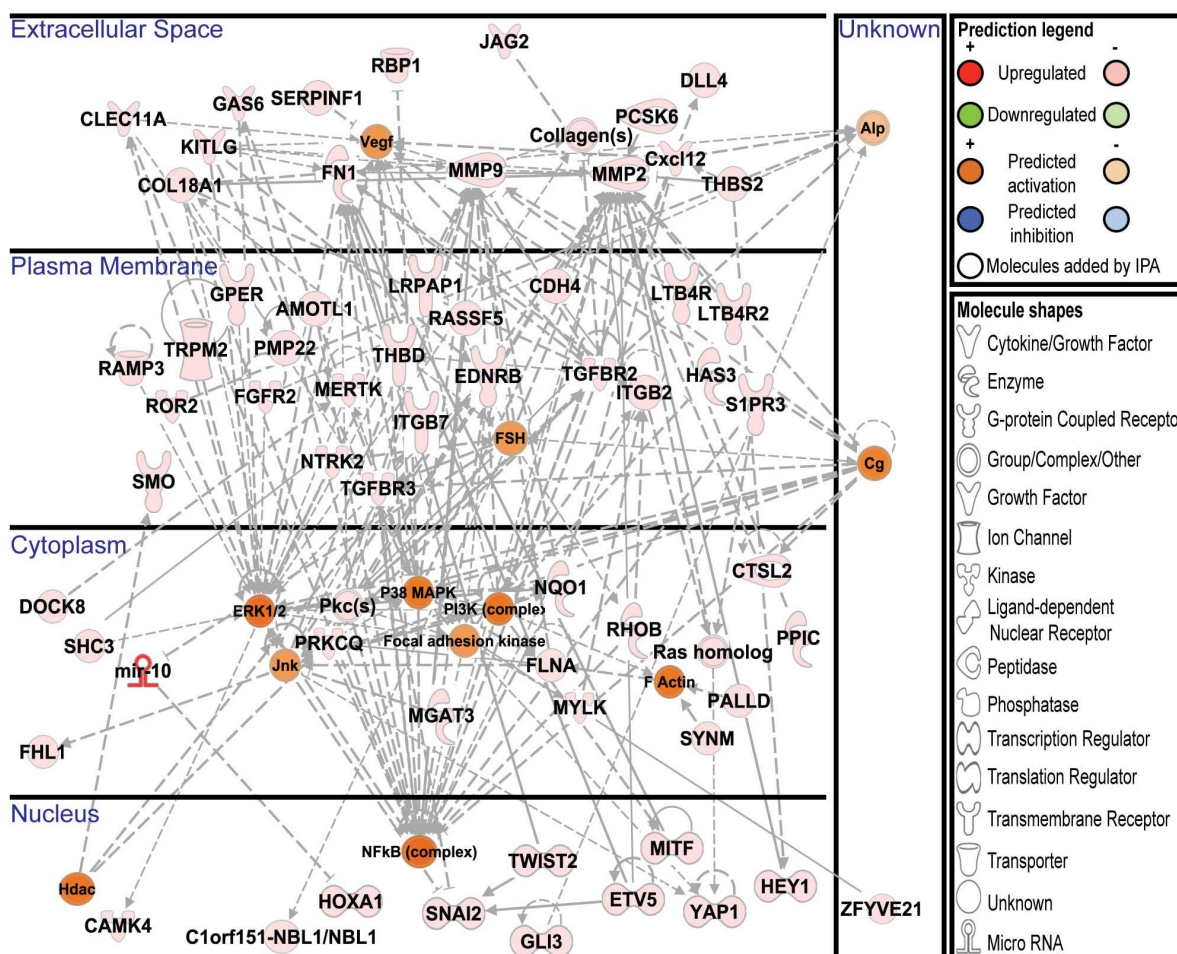 Extracellular Space
Unknown
JAG2
RBP1
DLL4
GAS6
SERPINF1
CLEC11A
PCSK6
Vegf
Collagen(s)
Alp
KITLG
Cxcl12
COL18A1
FN1
MMP9
MMP2
THBS2
Plasma Membrane
GPER
LRPAP1
CDH4
LTB4R
AMOTL1
RASSF5
LTB4R2
TRPM2
PMP22
THBD
RAMP3
EDNRB
TGFBR2
HAS3
ROR2
FGFR2
MERTK
ITGB2
S1PR3
ITGB7
FSH
NTRK2
Cg
SMO
TGFBR3
Cytoplasm
CTSL2
NQO1
DOCK8
ERK1/2
Pkc(s)
P38 MAPK
PI3K (complex
SHC3
PRKCQ
Focal adhesion kinase
RHOB
Ras homolog
PPIC
mir-10
Jnk
FLNA
F Actin
MGAT3
MYLK
PALLD
FHL1
SYNM
Nucleus
NFkB (complex)
TWIST2
MITF
Hdac
HOXA1
ETV5
HEY1
CAMK4
SNAI2
YAP1
ZFYVE21
C1orf151-NBL1/NBL1
GLI3
Prediction legend
+ -
Upregulated
Downregulated
+ -
Predicted
activation
Predicted
inhibition
Molecules added by IPA
Molecule shapes
Cytokine/Growth Factor
Enzyme
G-protein Coupled Recepto
Group/Complex/Other
Growth Factor
Ion Channel
Kinase
Ligand-dependent
Nuclear Receptor
Peptidase
Phosphatase
Transcription Regulator
Translation Regulator
Transmembrane Receptor
Transporter
Unknown
Micro RNA